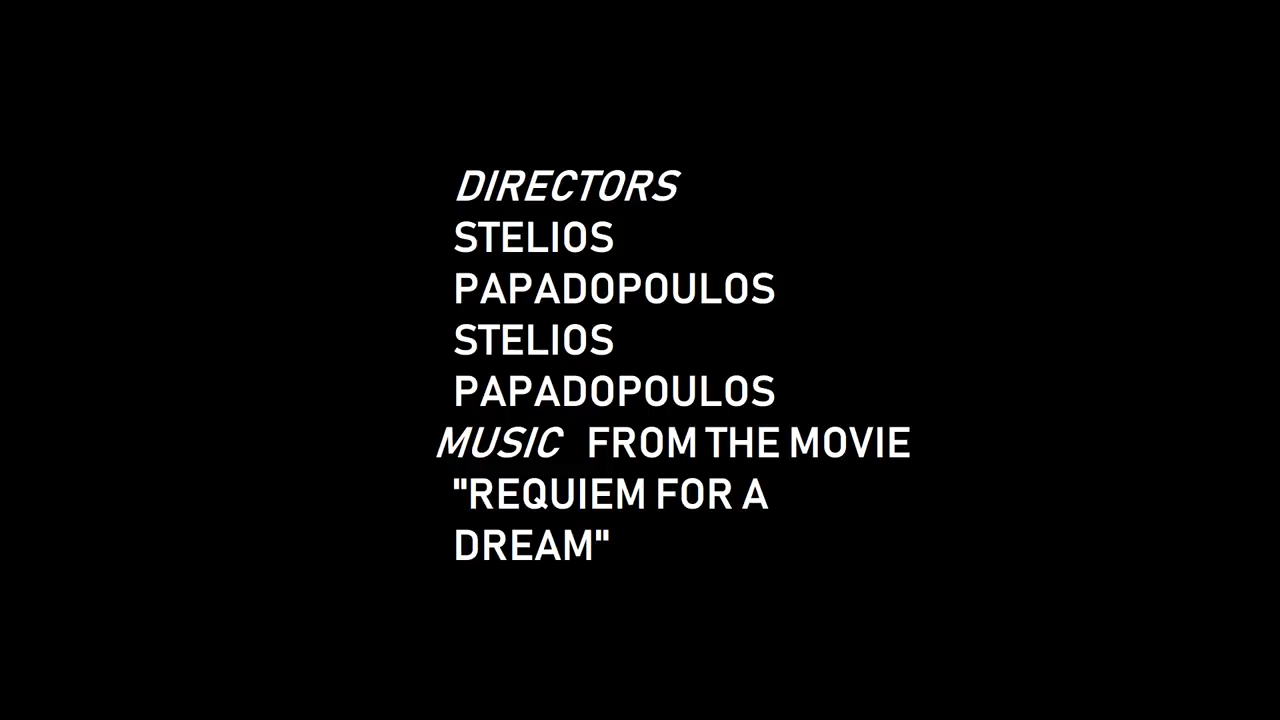 DIRECTORS
STELIOS
PAPADOPOULOS
STELIOS
PAPADOPOULOS
MUSIC FROM THE MOVIE
"REQUIEM FOR A
DREAM"